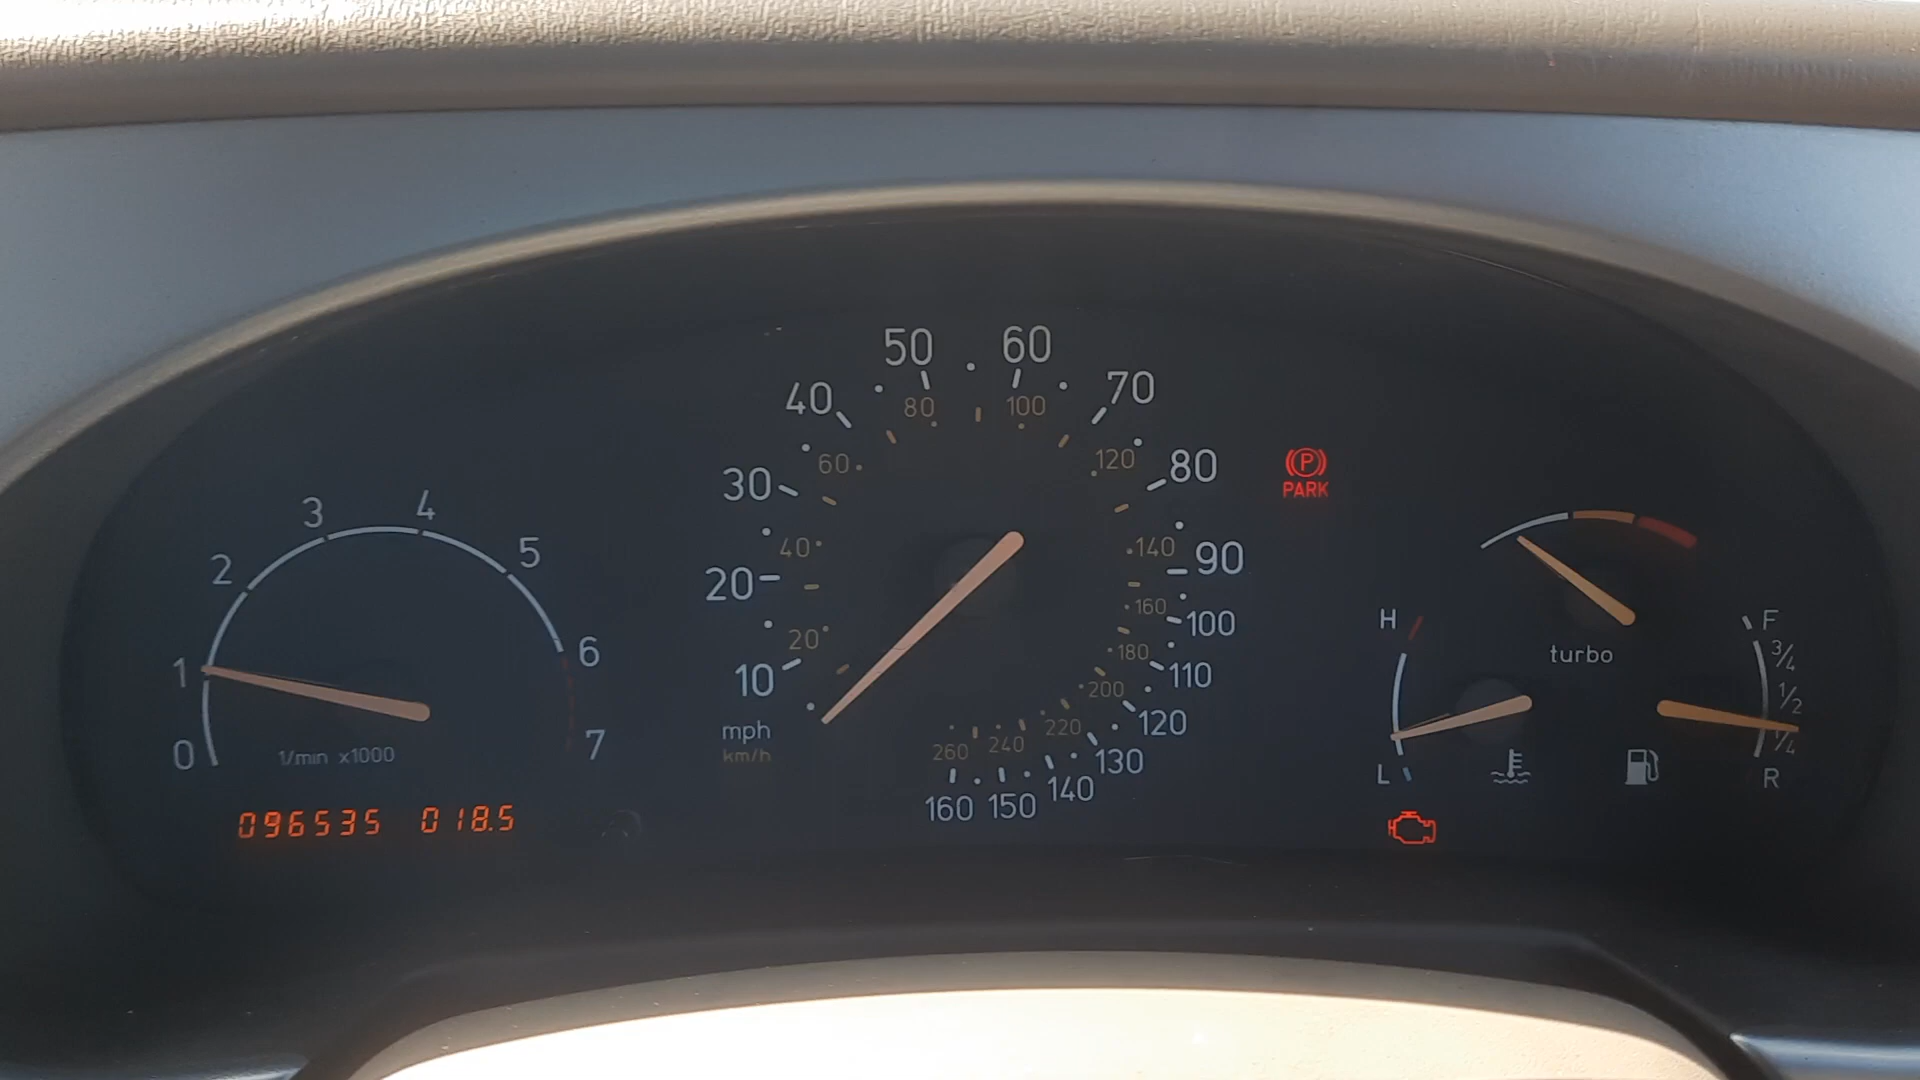 0 1 2 3 4 5 6 7
1/min x1000
096535 018.5
10 20 30 40 50 60 70 80 90 100 110 120 130 140 150 160
20 40 60 80 100 120 140 160 180 200 220 240 260
mph
km/h
P
PARK
turbo
H
L
F
3/4
1/2
1/4
R